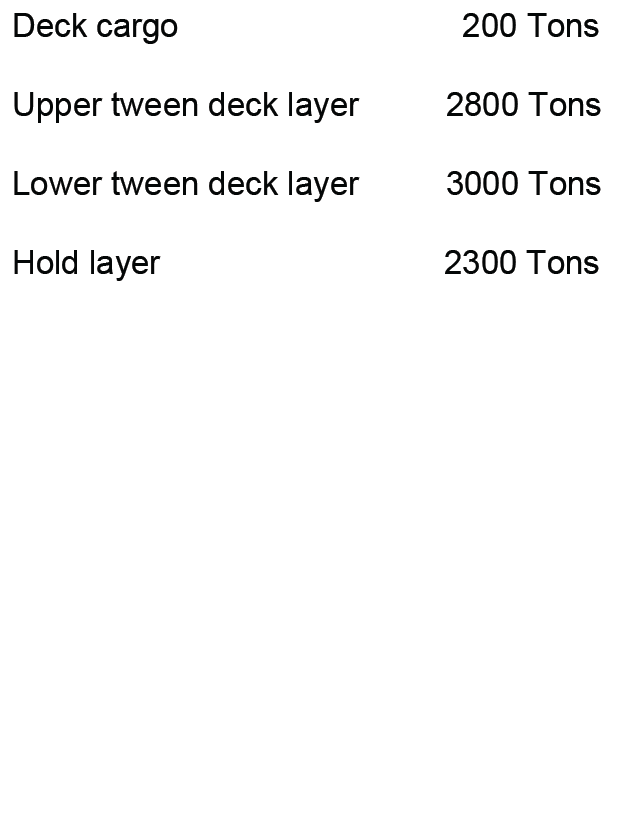 Deck cargo 200 Tons
Upper tween deck layer 2800 Tons
Lower tween deck layer 3000 Tons
Hold layer 2300 Tons